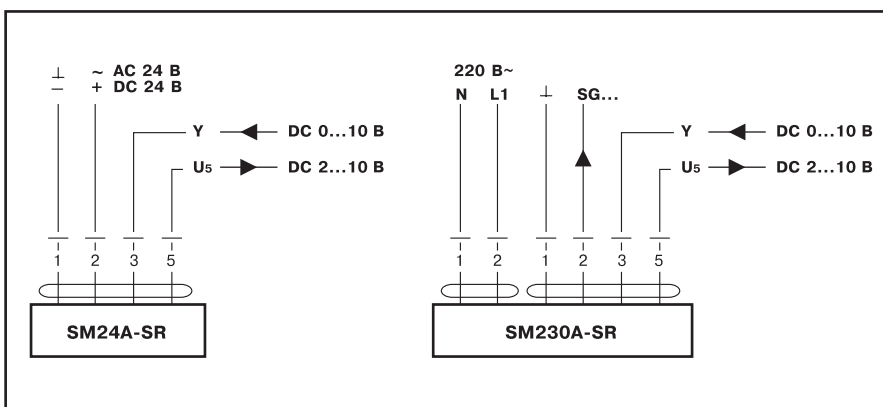 ⊥ ~ AC 24 В
− + DC 24 В
Y DC 0...10 В
U5 DC 2...10 В
1 2 3 5
SM24A-SR
220 В~
N L1 ⊥ SG...
Y DC 0...10 В
U5 DC 2...10 В
1 2 1 2 3 5
SM230A-SR